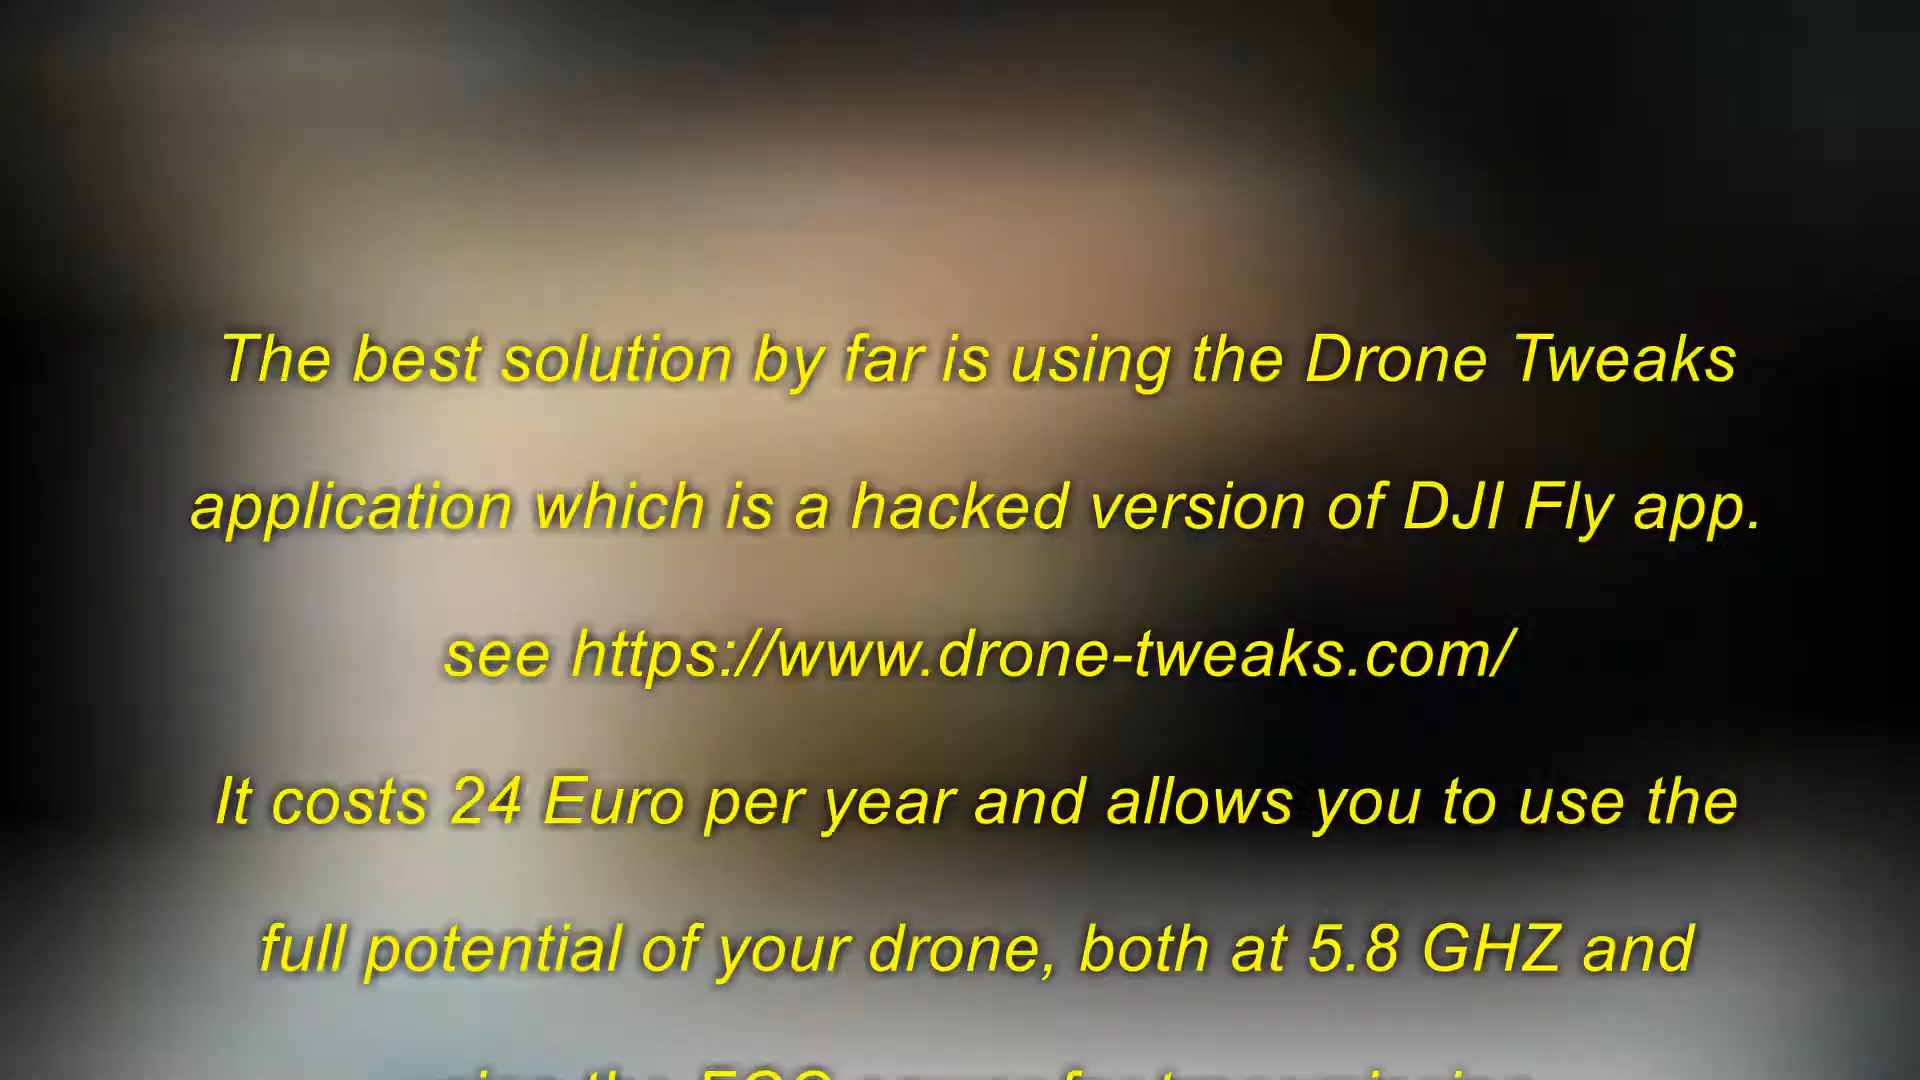 The best solution by far is using the Drone Tweaks
application which is a hacked version of DJI Fly app.
see https://www.drone-tweaks.com/
It costs 24 Euro per year and allows you to use the
full potential of your drone, both at 5.8 GHZ and